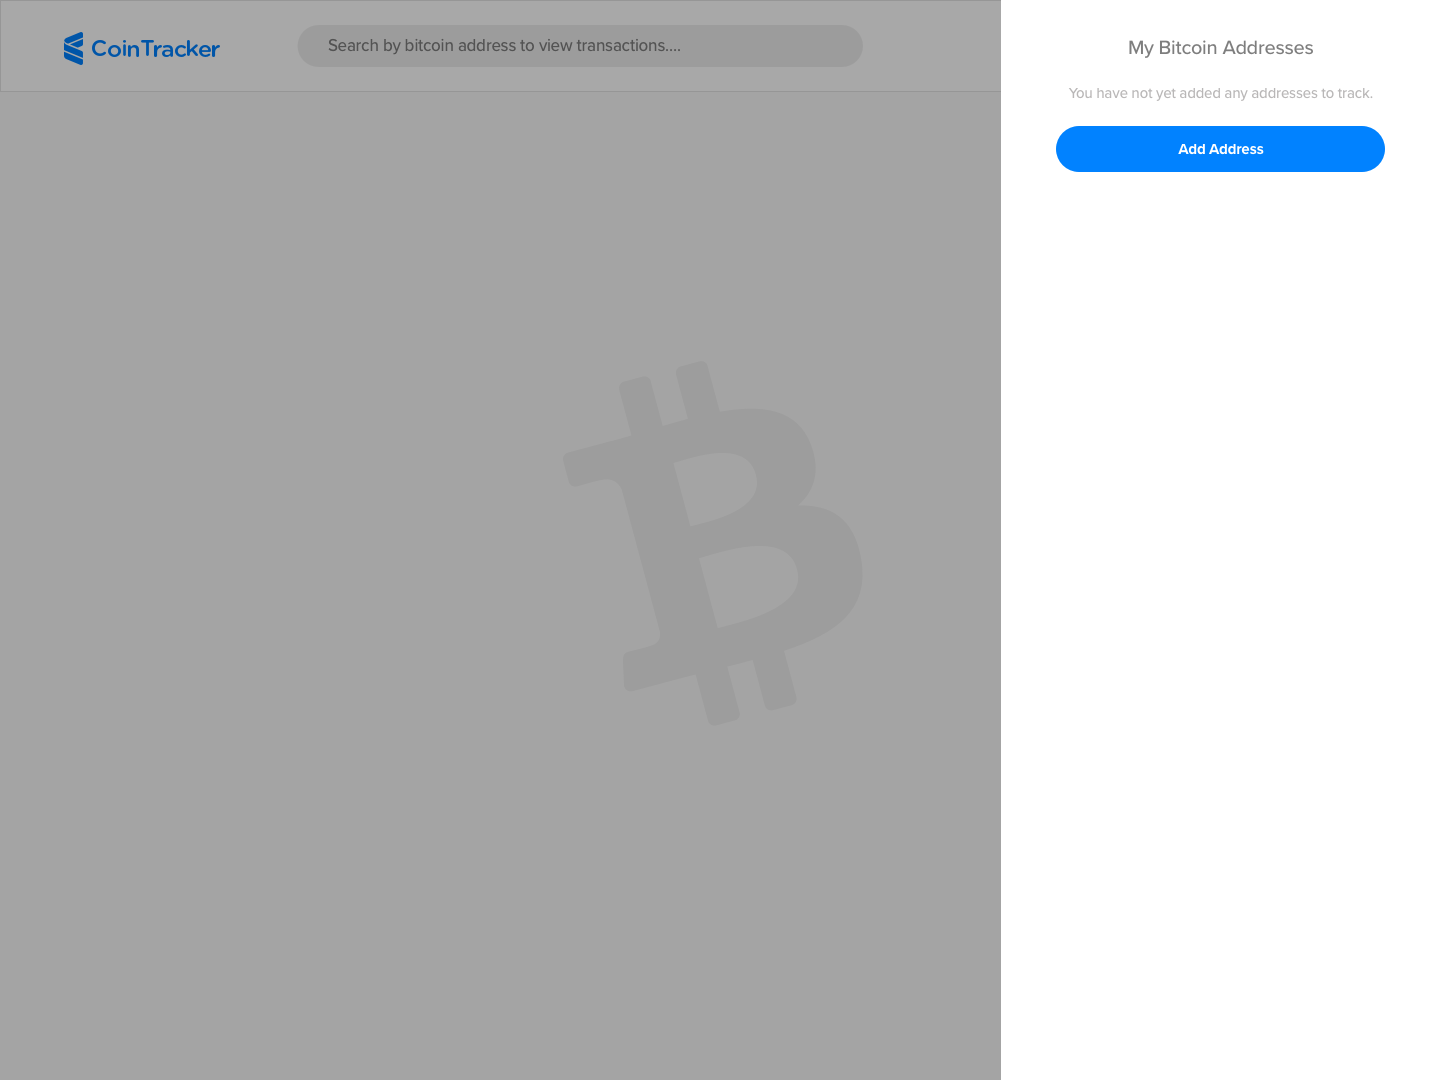 CoinTracker
Search by bitcoin address to view transactions....
My Bitcoin Addresses
You have not yet added any addresses to track.
Add Address